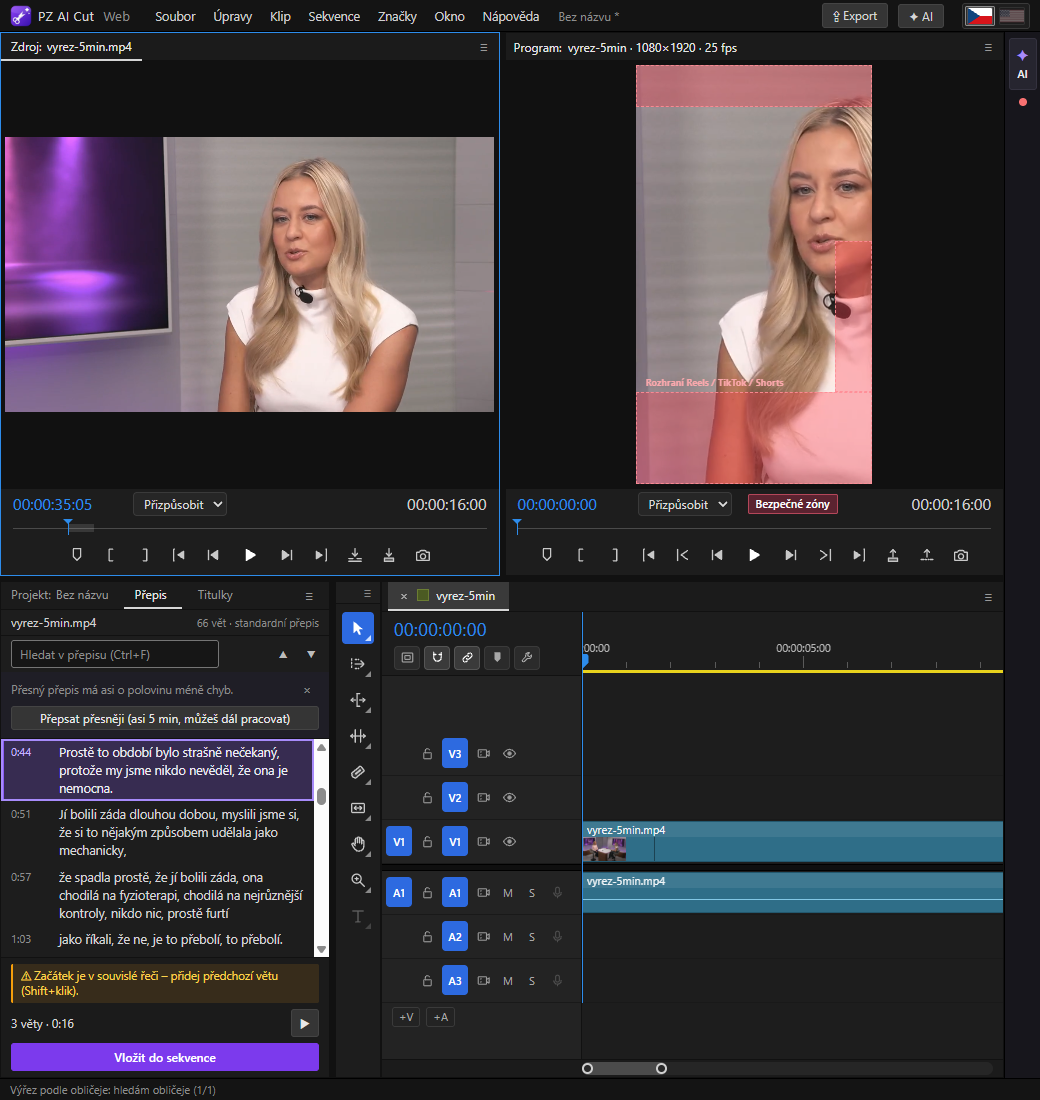 PZ AI Cut Web Soubor Úpravy Klip Sekvence Značky Okno Nápověda Bez názvu * Export AI
Zdroj: vyrez-5min.mp4
Program: vyrez-5min · 1080×1920 · 25 fps
AI
Rozhraní Reels / TikTok / Shorts
00:00:35:05 Přizpůsobit 00:00:16:00
00:00:00:00 Přizpůsobit Bezpečné zóny 00:00:16:00
Projekt: Bez názvu Přepis Titulky
vyrez-5min.mp4 66 vět · standardní přepis
Hledat v přepisu (Ctrl+F)
Přesný přepis má asi o polovinu méně chyb. ×
Přepsat přesněji (asi 5 min, můžeš dál pracovat)
0:44 Prostě to období bylo strašně nečekaný,
protože my jsme nikdo nevěděl, že ona je
nemocna.
0:51 Jí bolili záda dlouhou dobou, myslili jsme si,
že si to nějakým způsobem udělala jako
mechanicky,
0:57 že spadla prostě, že jí bolili záda, ona
chodilá na fyzioterapi, chodilá na nejrůznější
kontroly, nikdo nic, prostě furtí
1:03 jako říkali, že ne, je to přebolí, to přebolí.
⚠ Začátek je v souvislé řeči – přidej předchozí větu
(Shift+klik).
3 věty · 0:16
Vložit do sekvence
× vyrez-5min
00:00:00:00
00:00 00:00:05:00
V3
V2
V1 V1
vyrez-5min.mp4
A1 A1 M S
vyrez-5min.mp4
A2 M S
A3 M S
+V +A
Výřez podle obličeje: hledám obličeje (1/1)